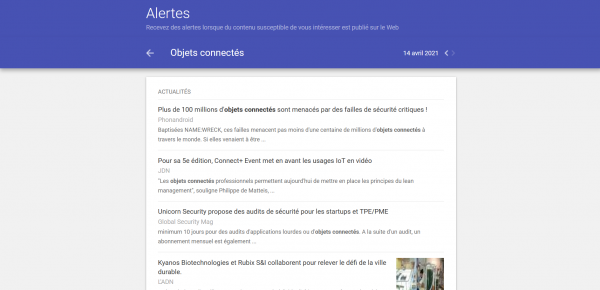 Alertes
Recevez des alertes lorsque du contenu susceptible de vous intéresser est publié sur le Web
Objets connectés
14 avril 2021
ACTUALITÉS
Plus de 100 millions d'objets connectés sont menacés par des failles de sécurité critiques !
Phonandroid
Baptisées NAME:WRECK, ces failles menacent pas moins d'une centaine de millions d'objets connectés à
travers le monde. Si elles venaient à être ...
Pour sa 5e édition, Connect+ Event met en avant les usages IoT en vidéo
JDN
"Les objets connectés professionnels permettent aujourd'hui de mettre en place les principes du lean
management", souligne Philippe de Matteis, ...
Unicorn Security propose des audits de sécurité pour les startups et TPE/PME
Global Security Mag
minimum 10 jours pour des audits d'applications lourdes ou d'objets connectés. A la suite d'un audit, un
abonnement mensuel est également ...
Kyanos Biotechnologies et Rubix S&I collaborent pour relever le défi de la ville
durable.
L'ADN